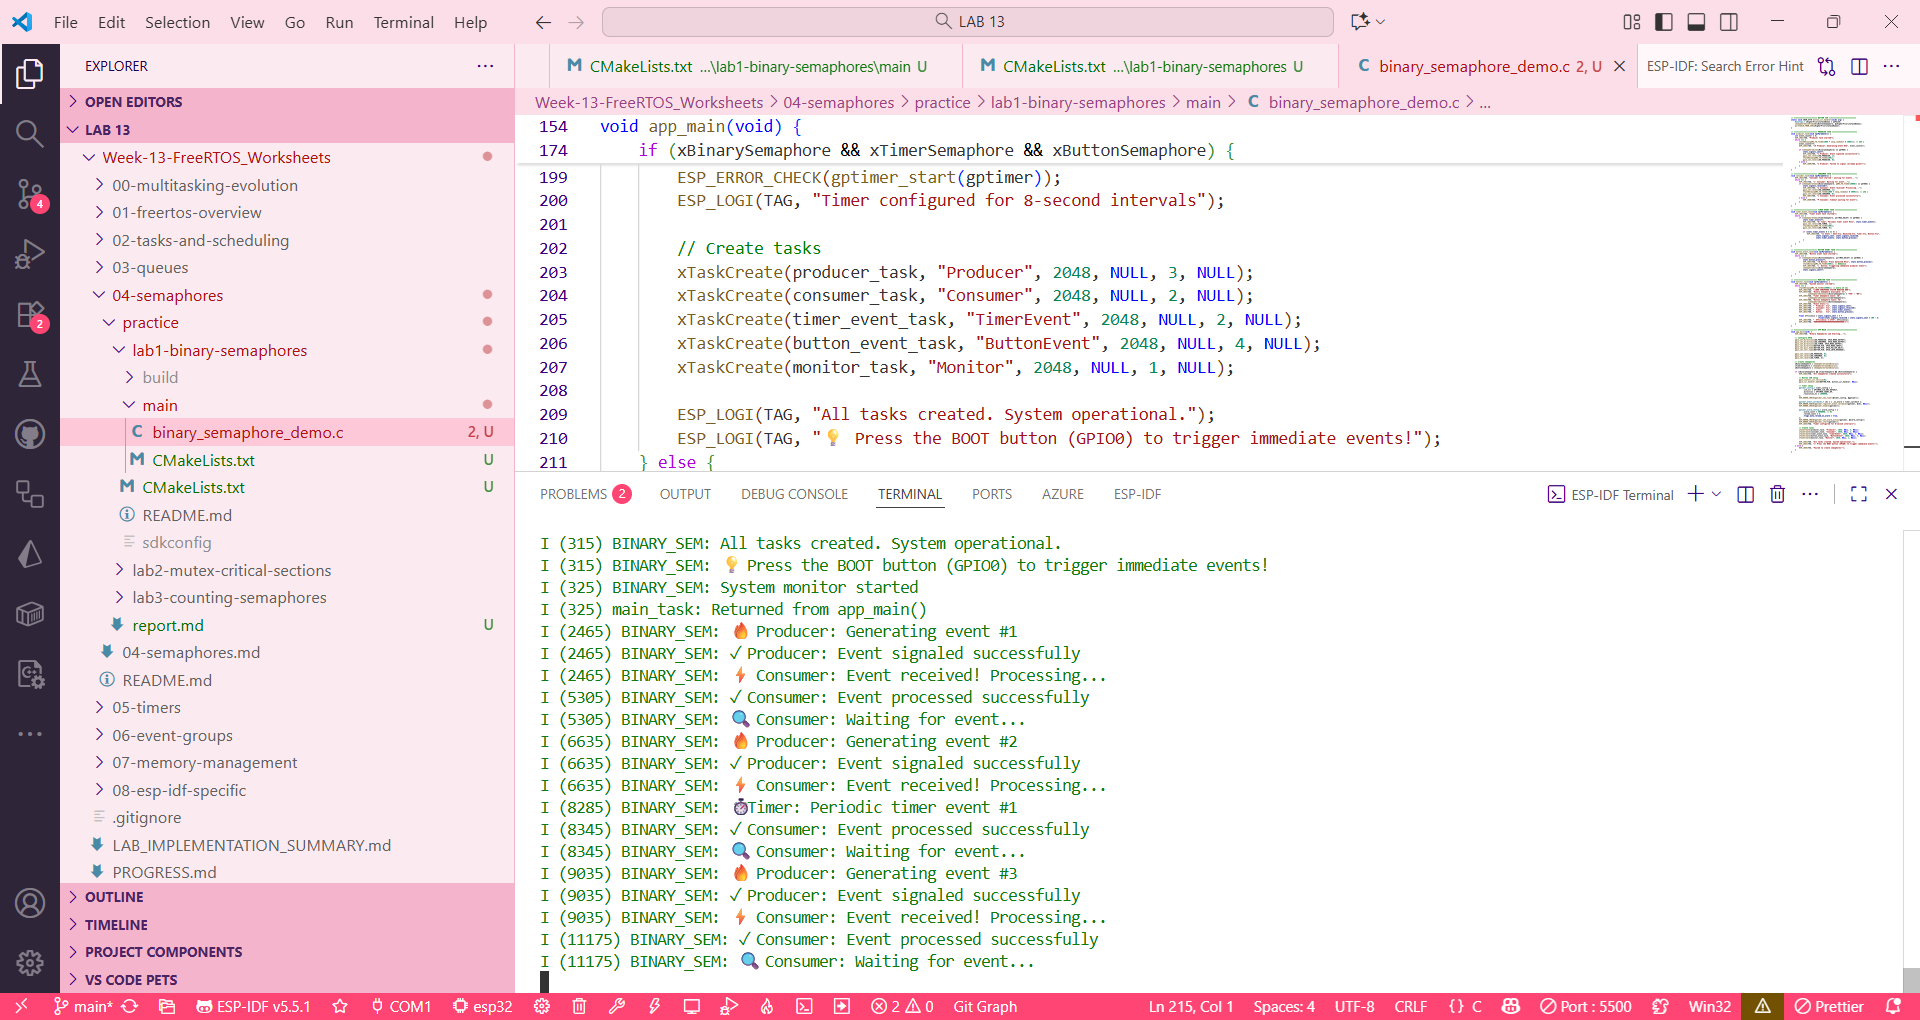 File Edit Selection View Go Run Terminal Help
LAB 13
EXPLORER
OPEN EDITORS
LAB 13
Week-13-FreeRTOS_Worksheets
00-multitasking-evolution
01-freertos-overview
02-tasks-and-scheduling
03-queues
04-semaphores
practice
lab1-binary-semaphores
build
main
C binary_semaphore_demo.c 2, U
M CMakeLists.txt U
M CMakeLists.txt U
README.md
sdkconfig
lab2-mutex-critical-sections
lab3-counting-semaphores
report.md U
04-semaphores.md
README.md
05-timers
06-event-groups
07-memory-management
08-esp-idf-specific
.gitignore
LAB_IMPLEMENTATION_SUMMARY.md
PROGRESS.md
OUTLINE
TIMELINE
PROJECT COMPONENTS
VS CODE PETS
4
2
M CMakeLists.txt ...\lab1-binary-semaphores\main U
M CMakeLists.txt ...\lab1-binary-semaphores U
C binary_semaphore_demo.c 2, U
ESP-IDF: Search Error Hint
Week-13-FreeRTOS_Worksheets > 04-semaphores > practice > lab1-binary-semaphores > main > C binary_semaphore_demo.c > ...
154 void app_main(void) {
174 if (xBinarySemaphore && xTimerSemaphore && xButtonSemaphore) {
199 ESP_ERROR_CHECK(gptimer_start(gptimer));
200 ESP_LOGI(TAG, "Timer configured for 8-second intervals");
201
202 // Create tasks
203 xTaskCreate(producer_task, "Producer", 2048, NULL, 3, NULL);
204 xTaskCreate(consumer_task, "Consumer", 2048, NULL, 2, NULL);
205 xTaskCreate(timer_event_task, "TimerEvent", 2048, NULL, 2, NULL);
206 xTaskCreate(button_event_task, "ButtonEvent", 2048, NULL, 4, NULL);
207 xTaskCreate(monitor_task, "Monitor", 2048, NULL, 1, NULL);
208
209 ESP_LOGI(TAG, "All tasks created. System operational.");
210 ESP_LOGI(TAG, "💡 Press the BOOT button (GPIO0) to trigger immediate events!");
211 } else {
PROBLEMS 2 OUTPUT DEBUG CONSOLE TERMINAL PORTS AZURE ESP-IDF
ESP-IDF Terminal
I (315) BINARY_SEM: All tasks created. System operational.
I (315) BINARY_SEM: 💡 Press the BOOT button (GPIO0) to trigger immediate events!
I (325) BINARY_SEM: System monitor started
I (325) main_task: Returned from app_main()
I (2465) BINARY_SEM: 🔥 Producer: Generating event #1
I (2465) BINARY_SEM: ✓ Producer: Event signaled successfully
I (2465) BINARY_SEM: ⚡ Consumer: Event received! Processing...
I (5305) BINARY_SEM: ✓ Consumer: Event processed successfully
I (5305) BINARY_SEM: 🔍 Consumer: Waiting for event...
I (6635) BINARY_SEM: 🔥 Producer: Generating event #2
I (6635) BINARY_SEM: ✓ Producer: Event signaled successfully
I (6635) BINARY_SEM: ⚡ Consumer: Event received! Processing...
I (8285) BINARY_SEM: ⏱Timer: Periodic timer event #1
I (8345) BINARY_SEM: ✓ Consumer: Event processed successfully
I (8345) BINARY_SEM: 🔍 Consumer: Waiting for event...
I (9035) BINARY_SEM: 🔥 Producer: Generating event #3
I (9035) BINARY_SEM: ✓ Producer: Event signaled successfully
I (9035) BINARY_SEM: ⚡ Consumer: Event received! Processing...
I (11175) BINARY_SEM: ✓ Consumer: Event processed successfully
I (11175) BINARY_SEM: 🔍 Consumer: Waiting for event...
main* ESP-IDF v5.5.1 COM1 esp32 2 0 Git Graph Ln 215, Col 1 Spaces: 4 UTF-8 CRLF {} C Port : 5500 Win32 Prettier